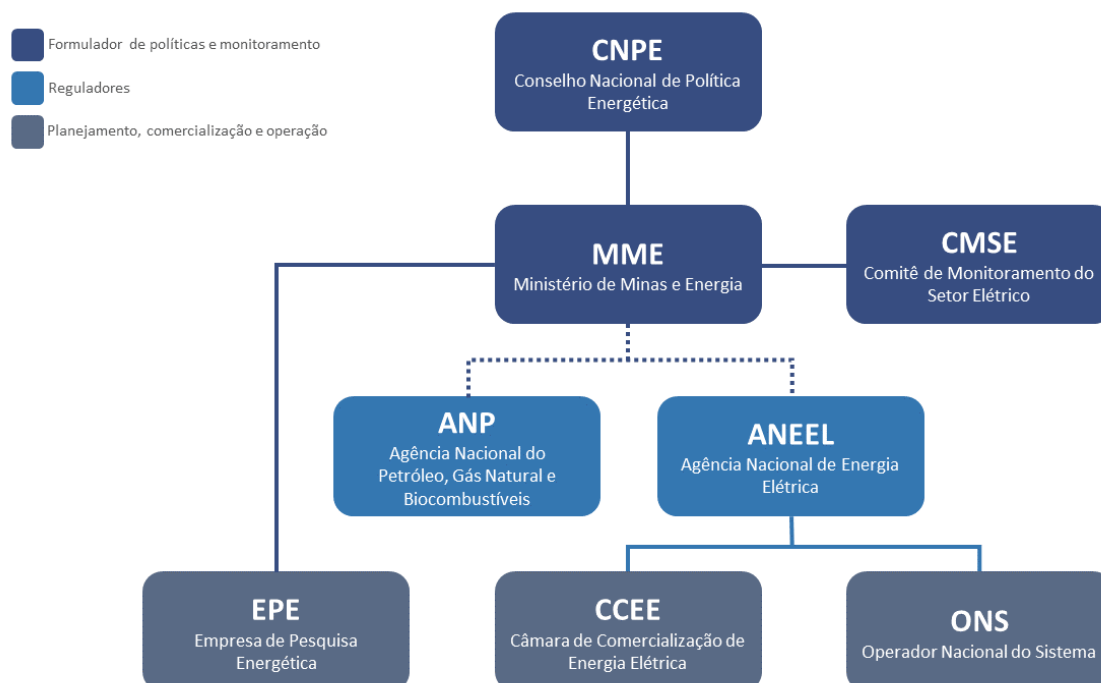 Formulador de políticas e monitoramento
Reguladores
Planejamento, comercialização e operação
CNPE
Conselho Nacional de Política
Energética
MME
Ministério de Minas e Energia
CMSE
Comitê de Monitoramento do
Setor Elétrico
ANP
Agência Nacional do
Petróleo, Gás Natural e
Biocombustíveis
ANEEL
Agência Nacional de Energia
Elétrica
EPE
Empresa de Pesquisa
Energética
CCEE
Câmara de Comercialização de
Energia Elétrica
ONS
Operador Nacional do Sistema